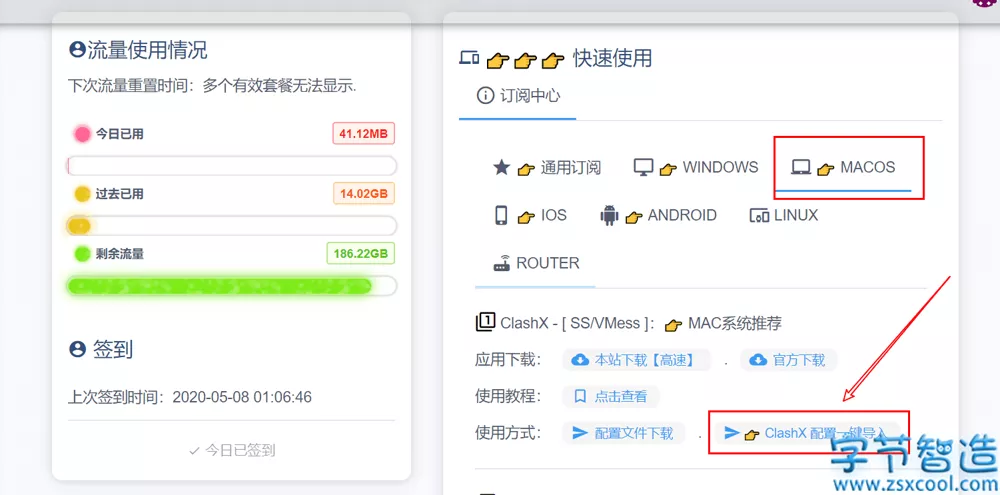 流量使用情况
下次流量重置时间：多个有效套餐无法显示.
今日已用 41.12MB
过去已用 14.02GB
剩余流量 186.22GB
签到
上次签到时间：2020-05-08 01:06:46
今日已签到
快速使用
订阅中心
通用订阅 WINDOWS MACOS
IOS ANDROID LINUX
ROUTER
1 ClashX - [ SS/VMess ]： MAC系统推荐
应用下载： 本站下载【高速】 . 官方下载
使用教程： 点击查看
使用方式： 配置文件下载 . ClashX 配置一键导入
字节智造
www.zsxcool.com